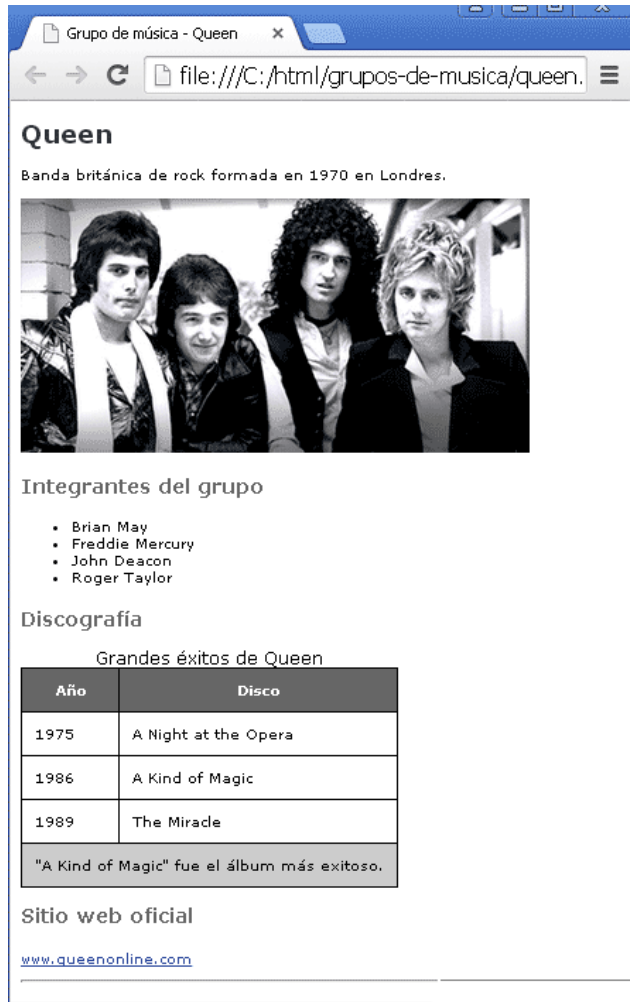 Grupo de música - Queen
file:///C:/html/grupos-de-musica/queen.
Queen
Banda británica de rock formada en 1970 en Londres.
Integrantes del grupo
Brian May
Freddie Mercury
John Deacon
Roger Taylor
Discografía
Grandes éxitos de Queen
Año Disco
1975 A Night at the Opera
1986 A Kind of Magic
1989 The Miracle
"A Kind of Magic" fue el álbum más exitoso.
Sitio web oficial
www.queenonline.com